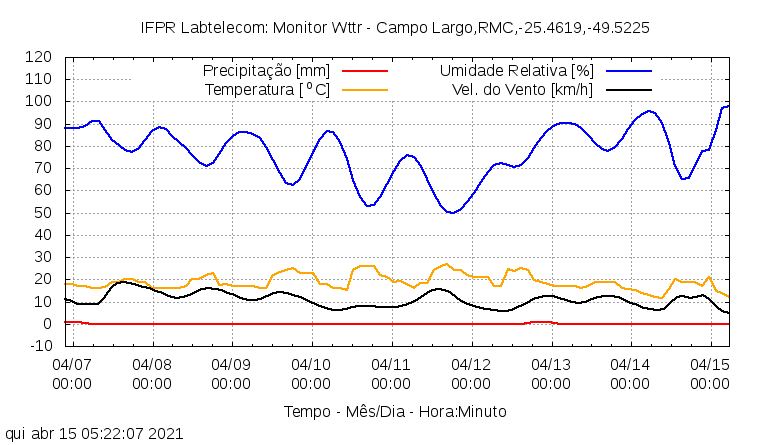 IFPR Labtelecom: Monitor Wttr - Campo Largo,RMC,-25.4619,-49.5225
120
110
100
90
80
70
60
50
40
30
20
10
0
-10
Precipitação [mm]
Umidade Relativa [%]
Temperatura [ ⁰C]
Vel. do Vento [km/h]
04/07 04/08 04/09 04/10 04/11 04/12 04/13 04/14 04/15
00:00 00:00 00:00 00:00 00:00 00:00 00:00 00:00 00:00
Tempo - Mês/Dia - Hora:Minuto
qui abr 15 05:22:07 2021